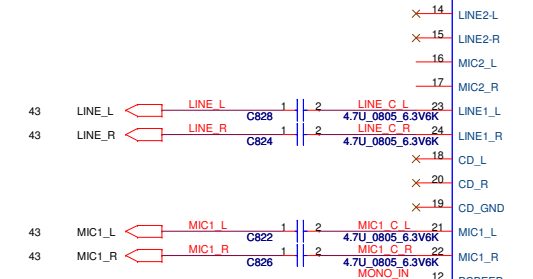 14 LINE2-L
15 LINE2-R
16 MIC2_L
17 MIC2_R
43 LINE_L LINE_L 1 2 LINE_C_L 23 LINE1_L
C828 4.7U_0805_6.3V6K
43 LINE_R LINE_R 1 2 LINE_C_R 24 LINE1_R
C824 4.7U_0805_6.3V6K
18 CD_L
20 CD_R
19 CD_GND
43 MIC1_L MIC1_L 1 2 MIC1_C_L 21 MIC1_L
C822 4.7U_0805_6.3V6K
43 MIC1_R MIC1_R 1 2 MIC1_C_R 22 MIC1_R
C826 4.7U_0805_6.3V6K
MONO_IN 12